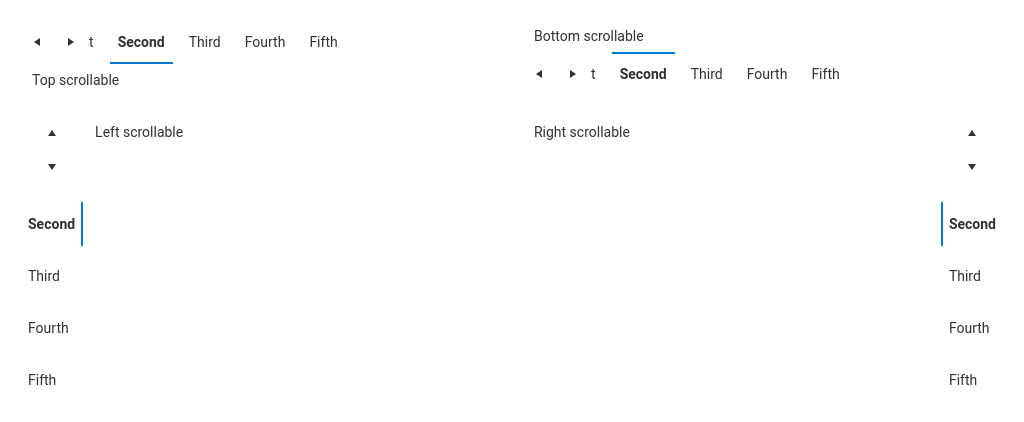 t Second Third Fourth Fifth
Top scrollable
Bottom scrollable
t Second Third Fourth Fifth
Left scrollable
Second
Third
Fourth
Fifth
Right scrollable
Second
Third
Fourth
Fifth